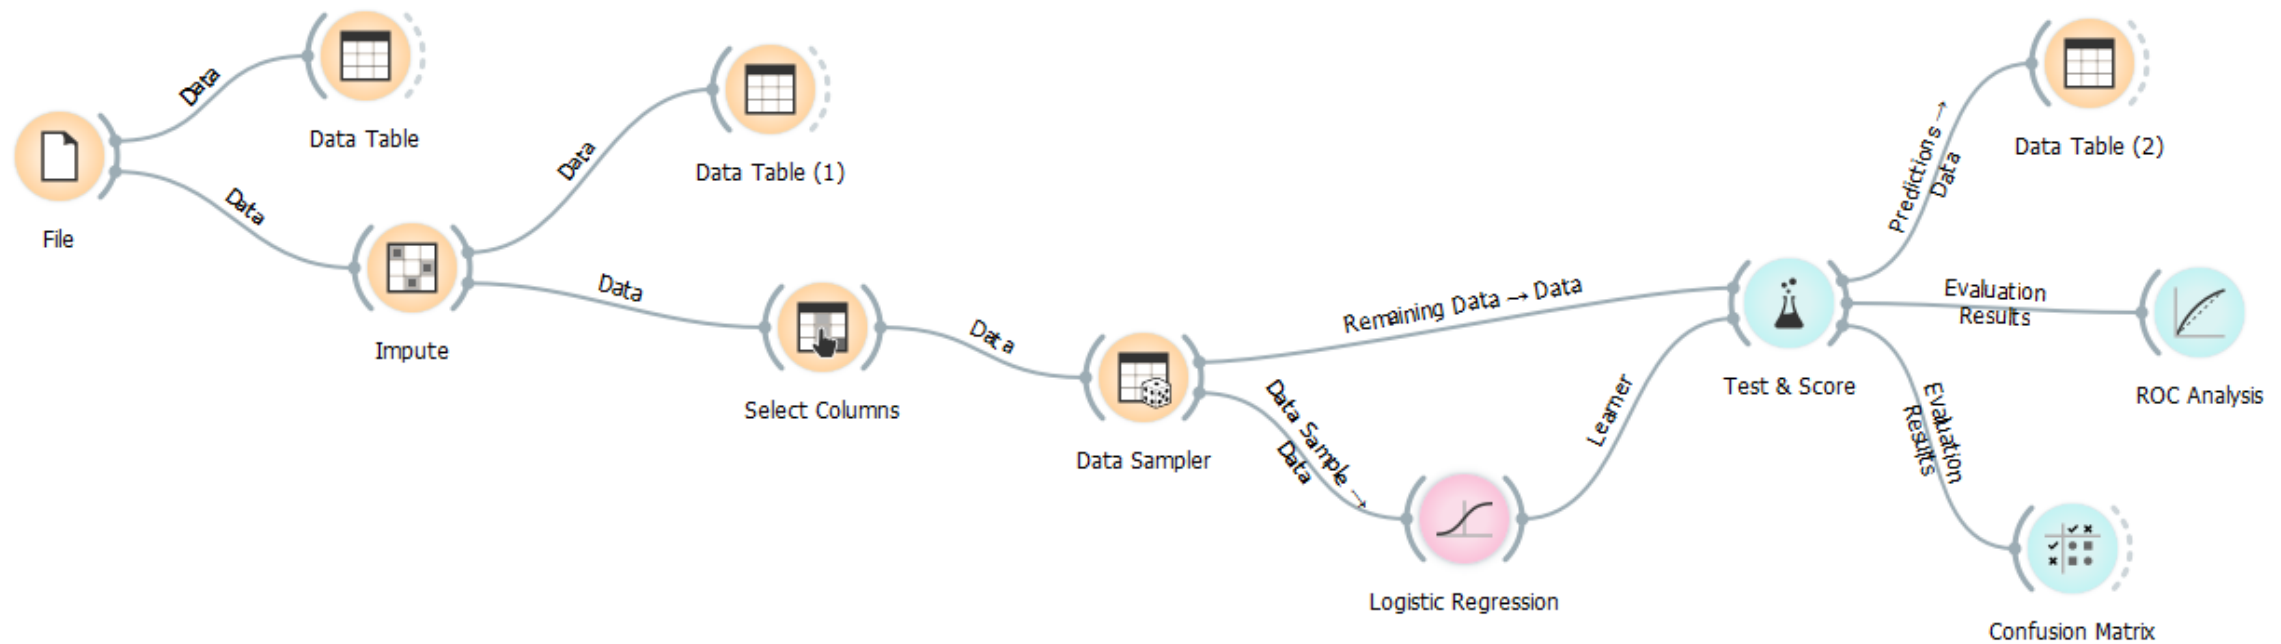 Data
Data Table
File
Data
Data
Data Table (1)
Impute
Data
Select Columns
Data
Data Sampler
Remaining Data → Data
Data Sample →
Data
Logistic Regression
Learner
Test & Score
Predictions →
Data
Data Table (2)
Evaluation
Results
ROC Analysis
Evaluation
Results
Confusion Matrix